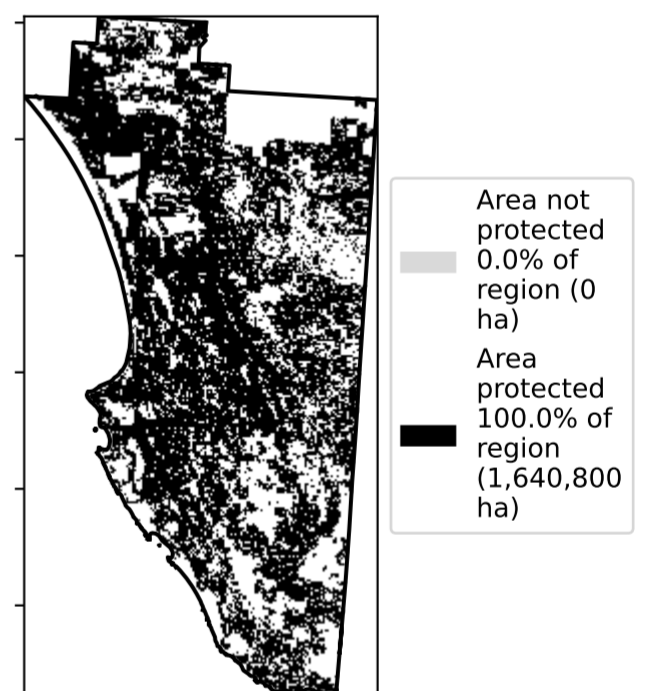 Area not
protected
0.0% of
region (0
ha)
Area
protected
100.0% of
region
(1,640,800
ha)